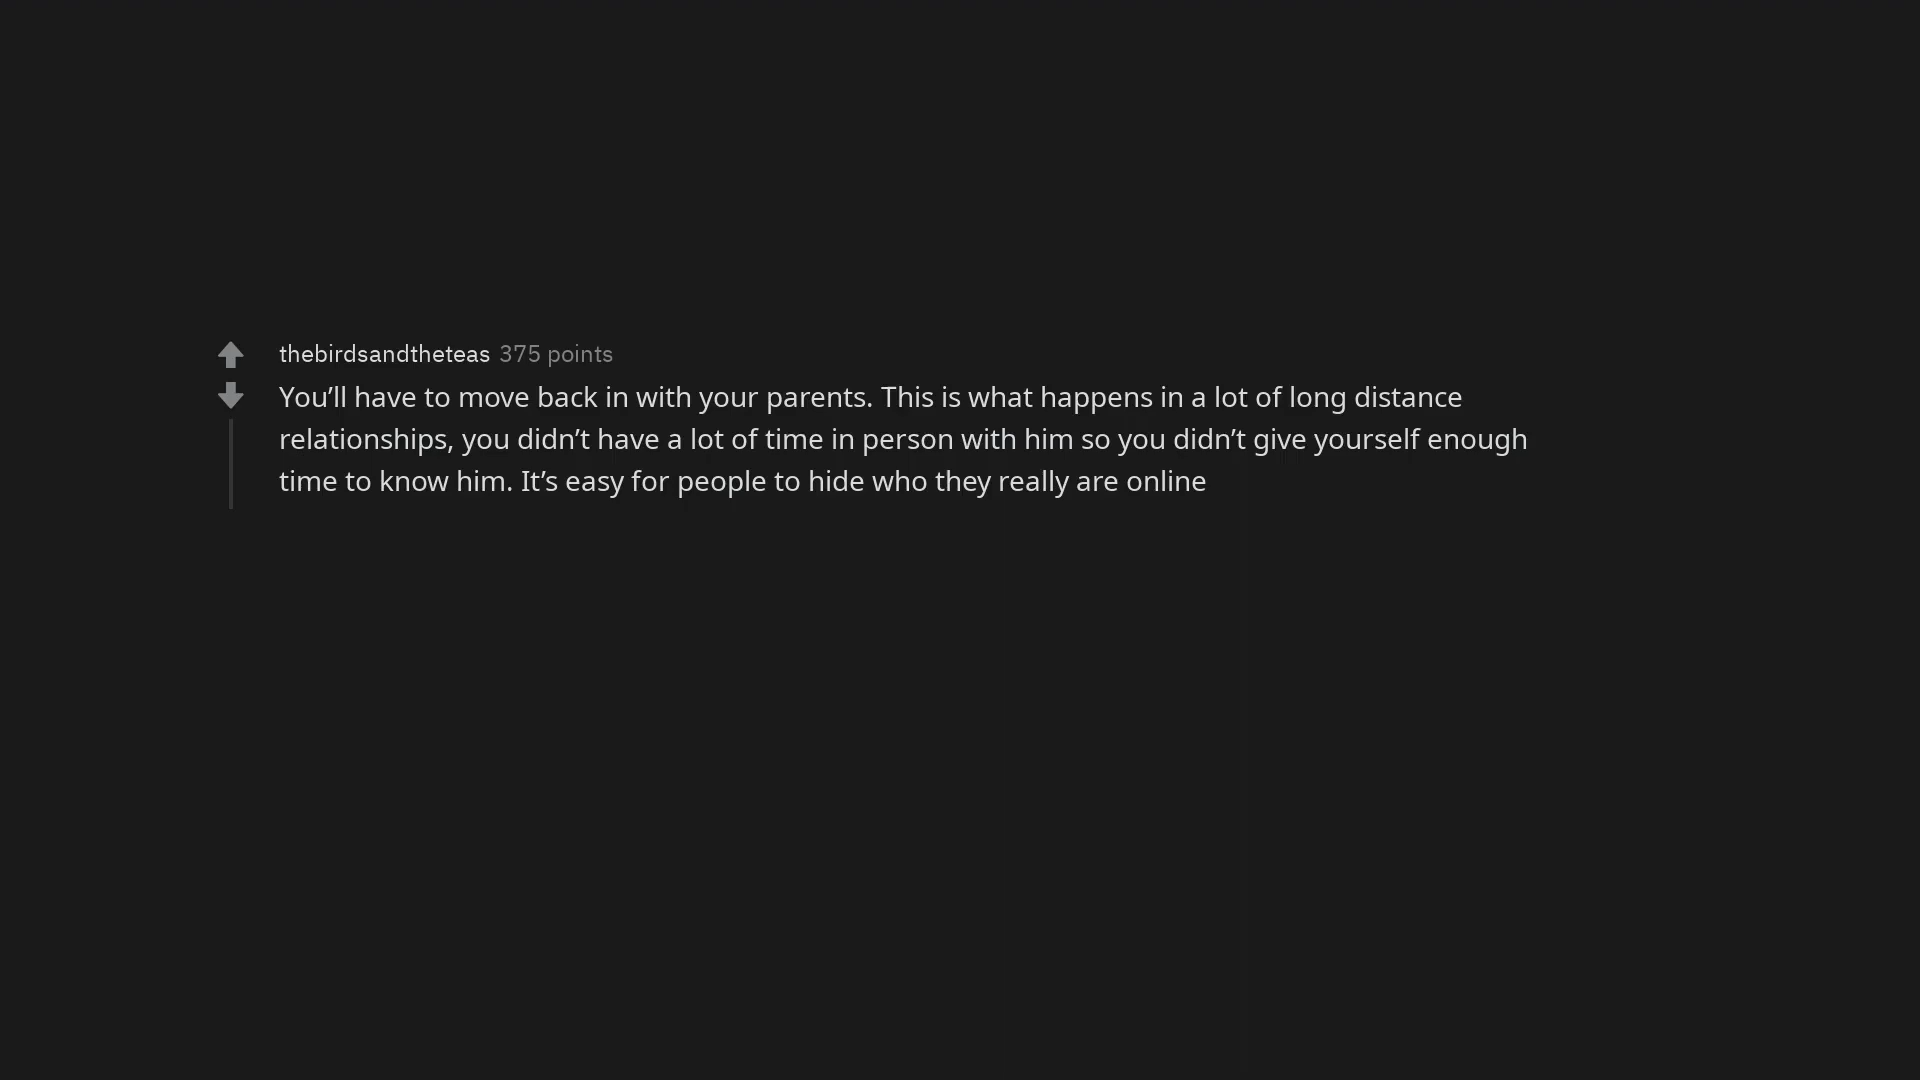 thebirdsandtheteas 375 points
You’ll have to move back in with your parents. This is what happens in a lot of long distance
relationships, you didn’t have a lot of time in person with him so you didn’t give yourself enough
time to know him. It’s easy for people to hide who they really are online